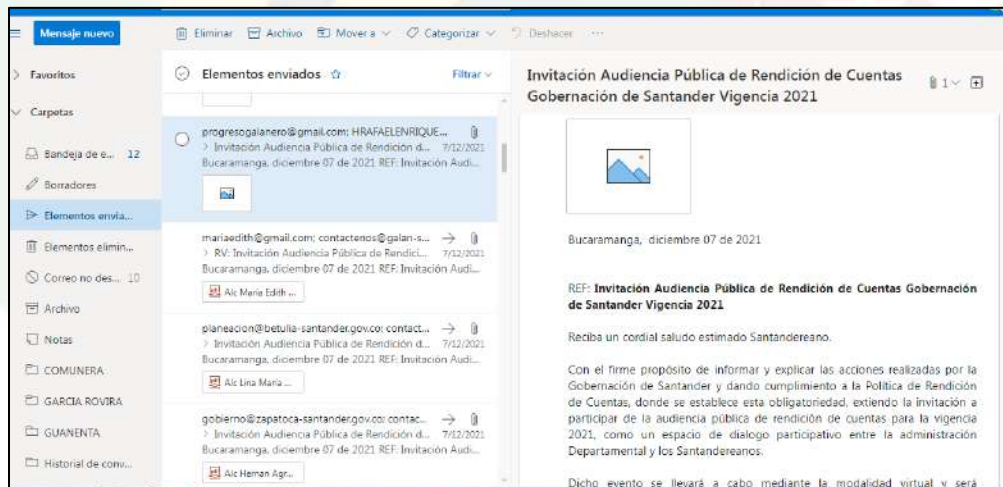 Mensaje nuevo
Eliminar Archivo Mover a Categorizar Deshacer ...
Favoritos
Carpetas
Bandeja de e... 12
Borradores
Elementos envia...
Elementos elimin...
Correo no des... 10
Archivo
Notas
COMUNERA
GARCIA ROVIRA
GUANENTA
Historial de conv...
Elementos enviados
Filtrar
progresogalanero@gmail.com; HRAFAELENRIQUE...
> Invitación Audiencia Pública de Rendición d... 7/12/2021
Bucaramanga, diciembre 07 de 2021 REF: Invitación Audi...
mariaedith@gmail.com; contactenos@galan-s...
> RV: Invitación Audiencia Pública de Rendici... 7/12/2021
Bucaramanga, diciembre 07 de 2021 REF: Invitación Audi...
Alc Maria Edith ...
planeacion@betulia-santander.gov.co; contact...
> Invitación Audiencia Pública de Rendición d... 7/12/2021
Bucaramanga, diciembre 07 de 2021 REF: Invitación Audi...
Alc Lina Maria ...
gobierno@zapatoca-santander.gov.co; contac...
> Invitación Audiencia Pública de Rendición d... 7/12/2021
Bucaramanga, diciembre 07 de 2021 REF: Invitación Audi...
Alc Hernan Agr...
Invitación Audiencia Pública de Rendición de Cuentas
Gobernación de Santander Vigencia 2021
1
Bucaramanga, diciembre 07 de 2021
REF: Invitación Audiencia Pública de Rendición de Cuentas Gobernación
de Santander Vigencia 2021
Reciba un cordial saludo estimado Santandereano.
Con el firme propósito de informar y explicar las acciones realizadas por la
Gobernación de Santander y dando cumplimiento a la Política de Rendición
de Cuentas, donde se establece esta obligatoriedad, extiendo la invitación a
participar de la audiencia pública de rendición de cuentas para la vigencia
2021, como un espacio de dialogo participativo entre la administración
Departamental y los Santandereanos.
Dicho evento se llevará a cabo mediante la modalidad virtual y será